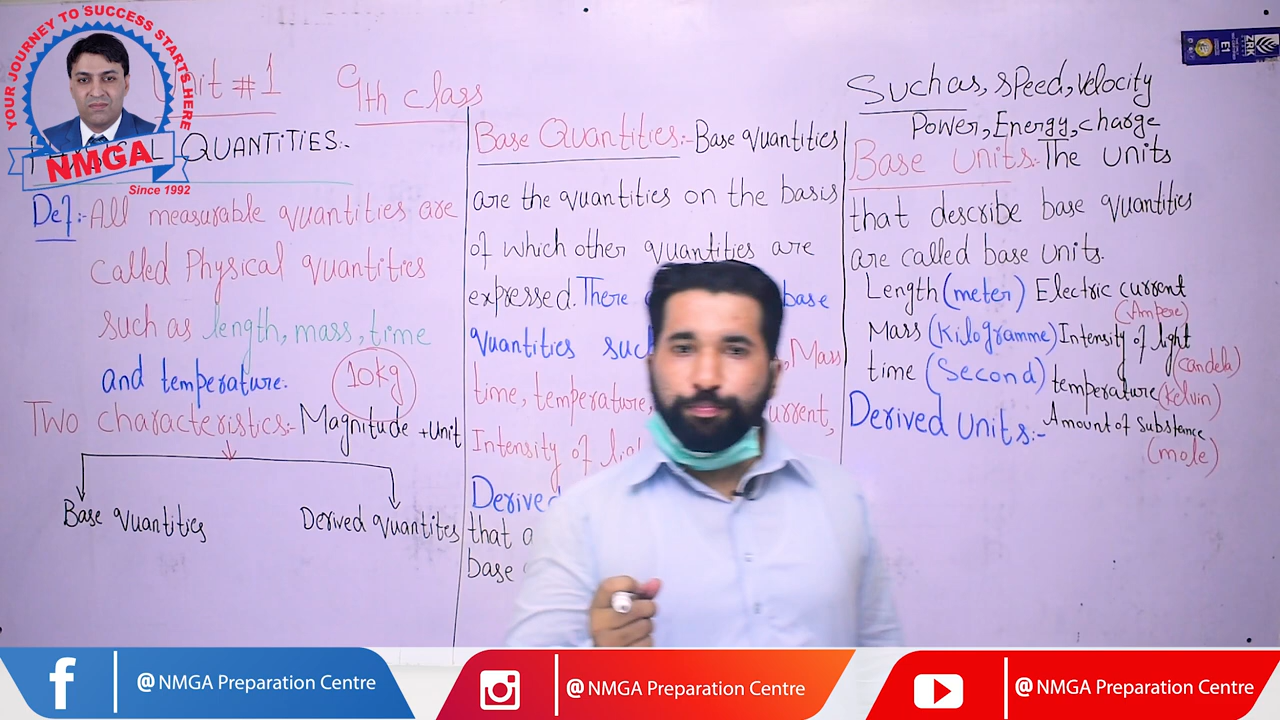 YOUR JOURNEY TO SUCCESS STARTS HERE
NMGA
Since 1992
Unit #1
9th class
QUANTITIES:-
Def:- All measurable quantities are
called Physical quantities
such as length, mass, time
and temperature.
10kg
Two characteristics:- Magnitude + Unit
Base quantities
Derived quantites
Base Quantities:- Base quantities
are the quantities on the basis
of which other quantities are
expressed. There base
quantities such Mass
time, temperature, current,
Intensity of
Derived
that
base
Such as, speed, velocity
Power, Energy, charge
Base Units:- The units
that describe base quantities
are called base units.
Length (meter) Electric current
(Ampere)
Mass (Kilogramme) Intensity of light
(candela)
time (Second) temperature (kelvin)
Derived Units:- Amount of substance
(mole)
ZRK
E1
@NMGA Preparation Centre
@NMGA Preparation Centre
@NMGA Preparation Centre